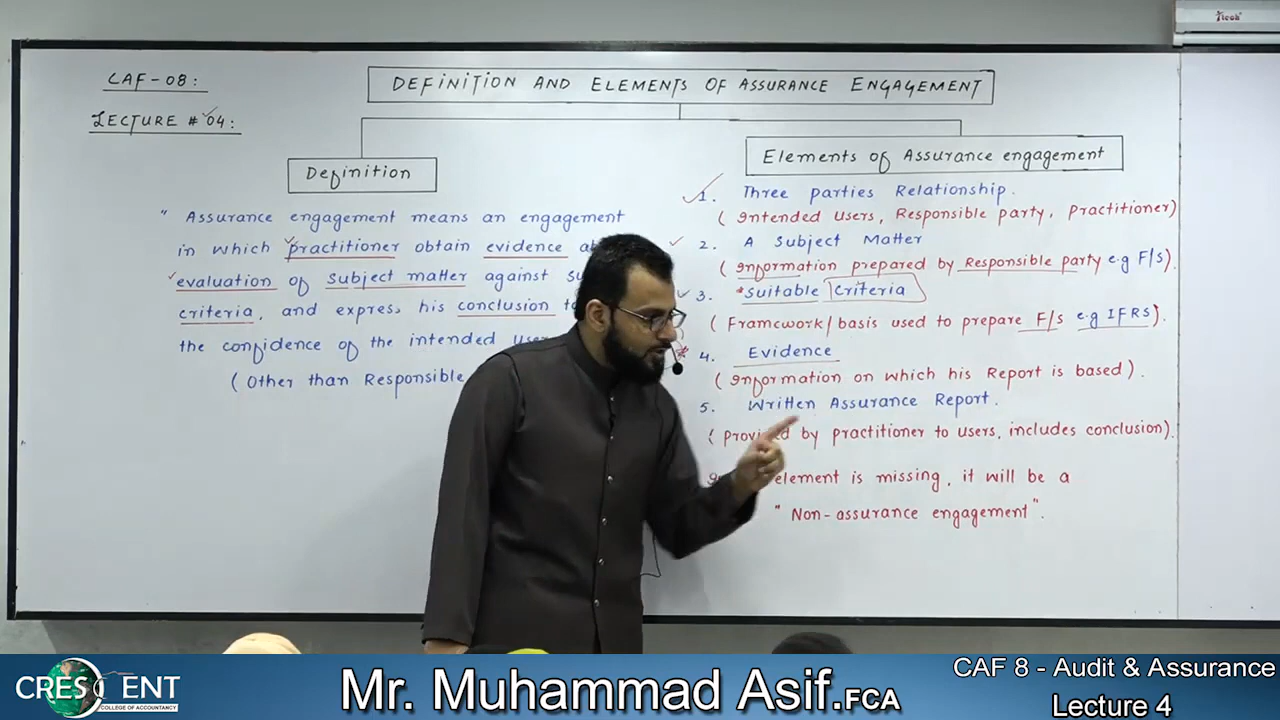 Tick
CAF-08:
LECTURE # 04:
DEFINITION AND ELEMENTS OF ASSURANCE ENGAGEMENT
Definition
" Assurance engagement means an engagement
in which practitioner obtain evidence
evaluation of subject matter against
criteria, and express his conclusion
the confidence of the intended
( Other than Responsible
Elements of Assurance engagement
1. Three parties Relationship.
( Intended Users, Responsible party, Practitioner)
2. A Subject Matter
( Information prepared by Responsible party e.g F/s).
3. *Suitable Criteria
( Framework/basis used to prepare F/s e.g IFRS).
* 4. Evidence
( Information on which his Report is based).
5. Written Assurance Report.
( by practitioner to users, includes conclusion).
element is missing, it will be a
" Non-assurance engagement".
CRESCENT
COLLEGE OF ACCOUNTANCY
Mr. Muhammad Asif.FCA
CAF 8 - Audit & Assurance
Lecture 4